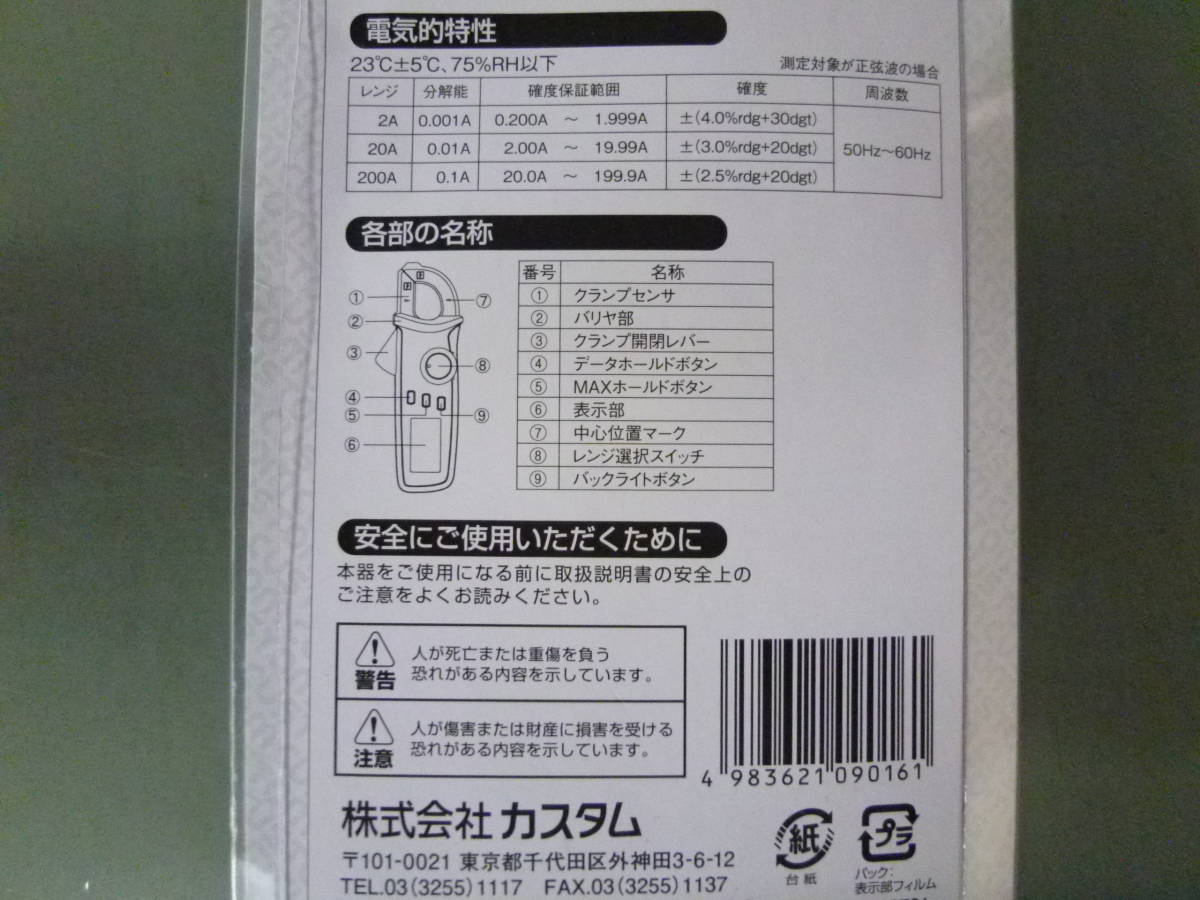 電気的特性
23℃±5℃、75%RH以下 測定対象が正弦波の場合
レンジ 分解能 確度保証範囲 確度 周波数
2A 0.001A 0.200A ～ 1.999A ±(4.0%rdg+30dgt)
20A 0.01A 2.00A ～ 19.99A ±(3.0%rdg+20dgt) 50Hz～60Hz
200A 0.1A 20.0A ～ 199.9A ±(2.5%rdg+20dgt)
各部の名称
① ② ③ ④ ⑤ ⑥ ⑦ ⑧ ⑨
番号 名称
① クランプセンサ
② バリヤ部
③ クランプ開閉レバー
④ データホールドボタン
⑤ MAXホールドボタン
⑥ 表示部
⑦ 中心位置マーク
⑧ レンジ選択スイッチ
⑨ バックライトボタン
安全にご使用いただくために
本器をご使用になる前に取扱説明書の安全上の
ご注意をよくお読みください。
警告 人が死亡または重傷を負う
恐れがある内容を示しています。
注意 人が傷害または財産に損害を受ける
恐れがある内容を示しています。
4 983621 090161
株式会社 カスタム
〒101-0021 東京都千代田区外神田3-6-12
TEL.03(3255)1117 FAX.03(3255)1137
紙
台紙
プラ
パック:
表示部フィルム